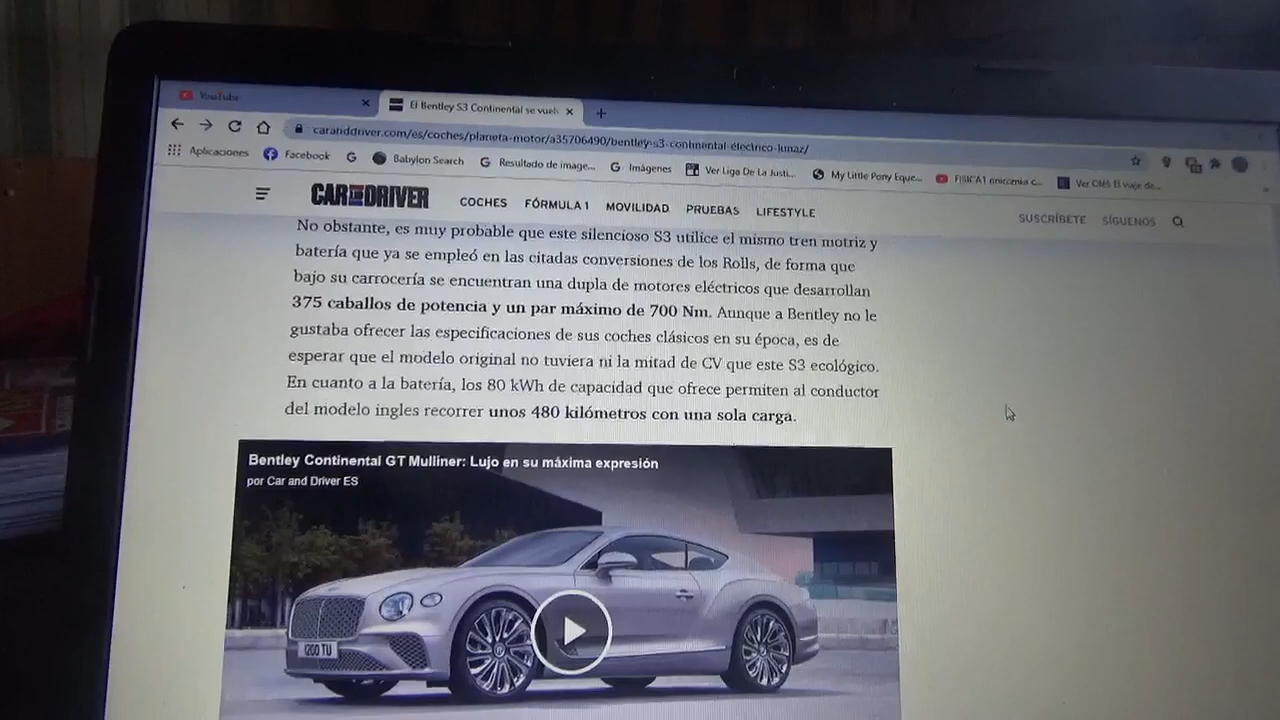 YouTube
El Bentley S3 Continental se vuel
caranddriver.com/es/coches/planeta-motor/a35706490/bentley-s3-continental-electrico-lunaz/
Aplicaciones Facebook Babylon Search Resultado de image... Imágenes Ver Liga De La Justi... My Little Pony Eque...
CAR AND DRIVER COCHES FÓRMULA 1 MOVILIDAD PRUEBAS LIFESTYLE SUSCRÍBETE SÍGUENOS
No obstante, es muy probable que este silencioso S3 utilice el mismo tren motriz y
batería que ya se empleó en las citadas conversiones de los Rolls, de forma que
bajo su carrocería se encuentran una dupla de motores eléctricos que desarrollan
375 caballos de potencia y un par máximo de 700 Nm. Aunque a Bentley no le
gustaba ofrecer las especificaciones de sus coches clásicos en su época, es de
esperar que el modelo original no tuviera ni la mitad de CV que este S3 ecológico.
En cuanto a la batería, los 80 kWh de capacidad que ofrece permiten al conductor
del modelo ingles recorrer unos 480 kilómetros con una sola carga.
Bentley Continental GT Mulliner: Lujo en su máxima expresión
por Car and Driver ES
1200 TU